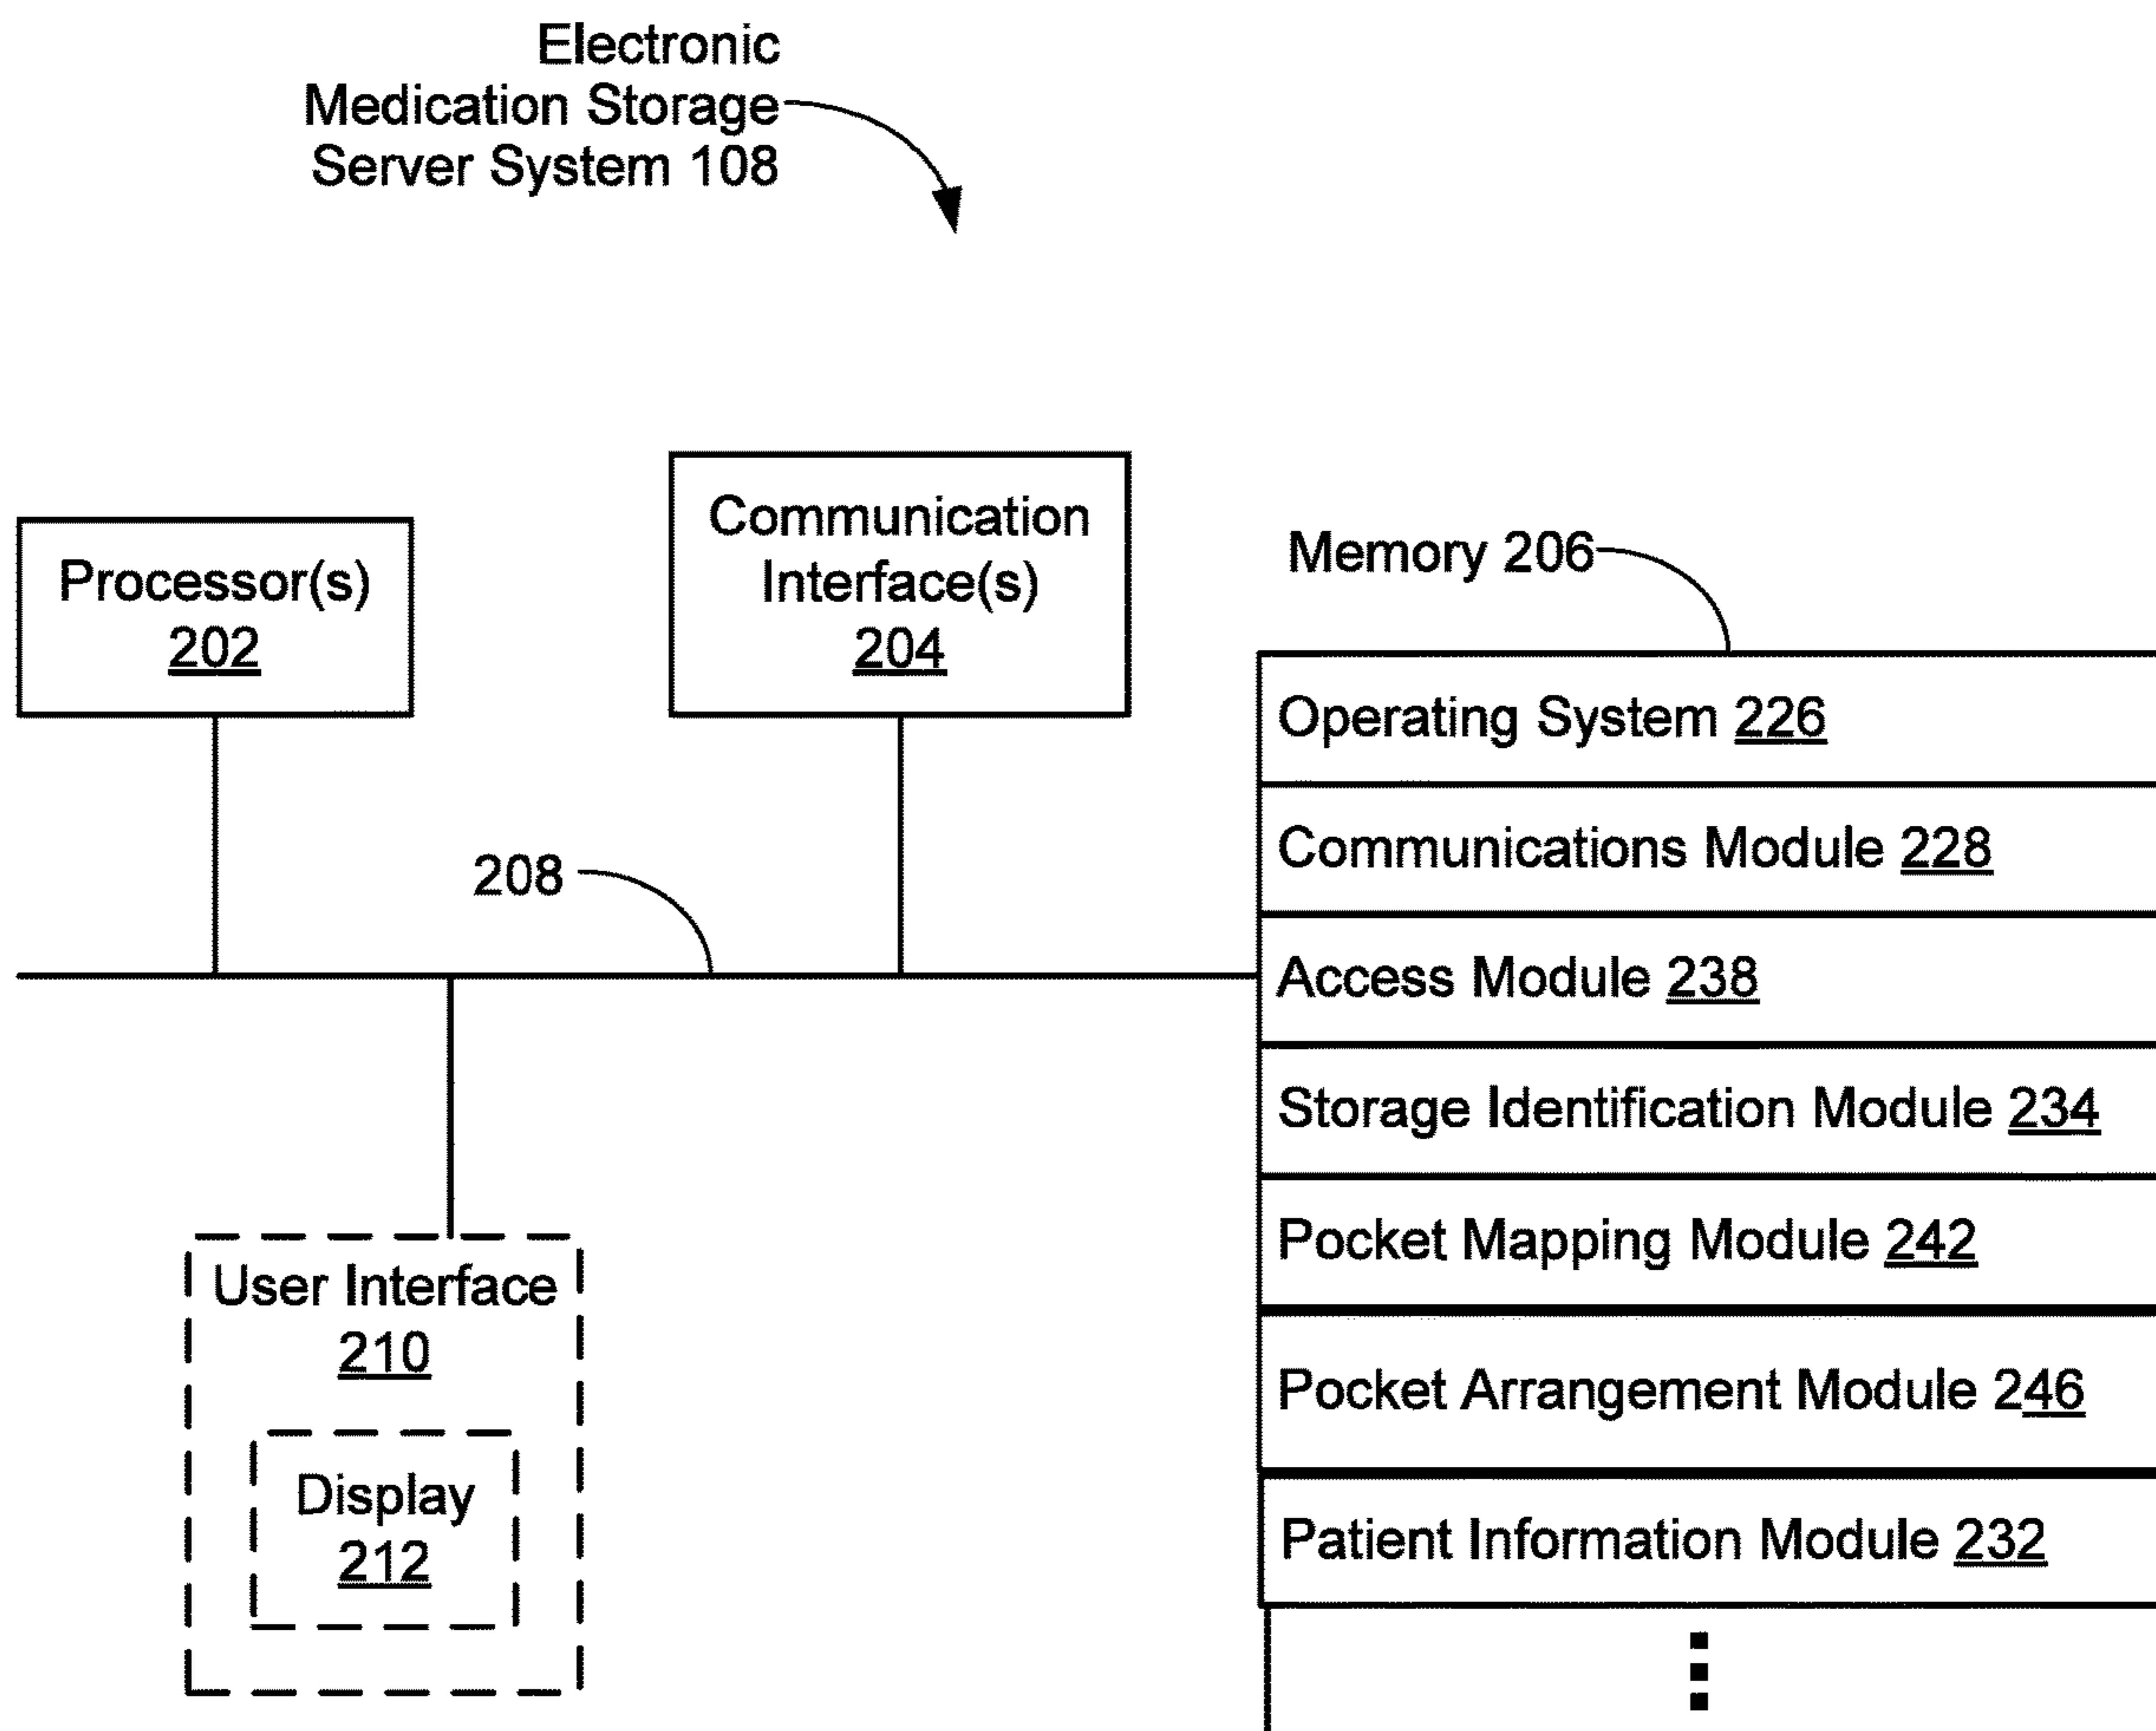 Electronic
Medication Storage
Server System 108
Processor(s)
202
Communication
Interface(s)
204
Memory 206
208
Operating System 226
Communications Module 228
Access Module 238
Storage Identification Module 234
Pocket Mapping Module 242
Pocket Arrangement Module 246
Patient Information Module 232
User Interface
210
Display
212